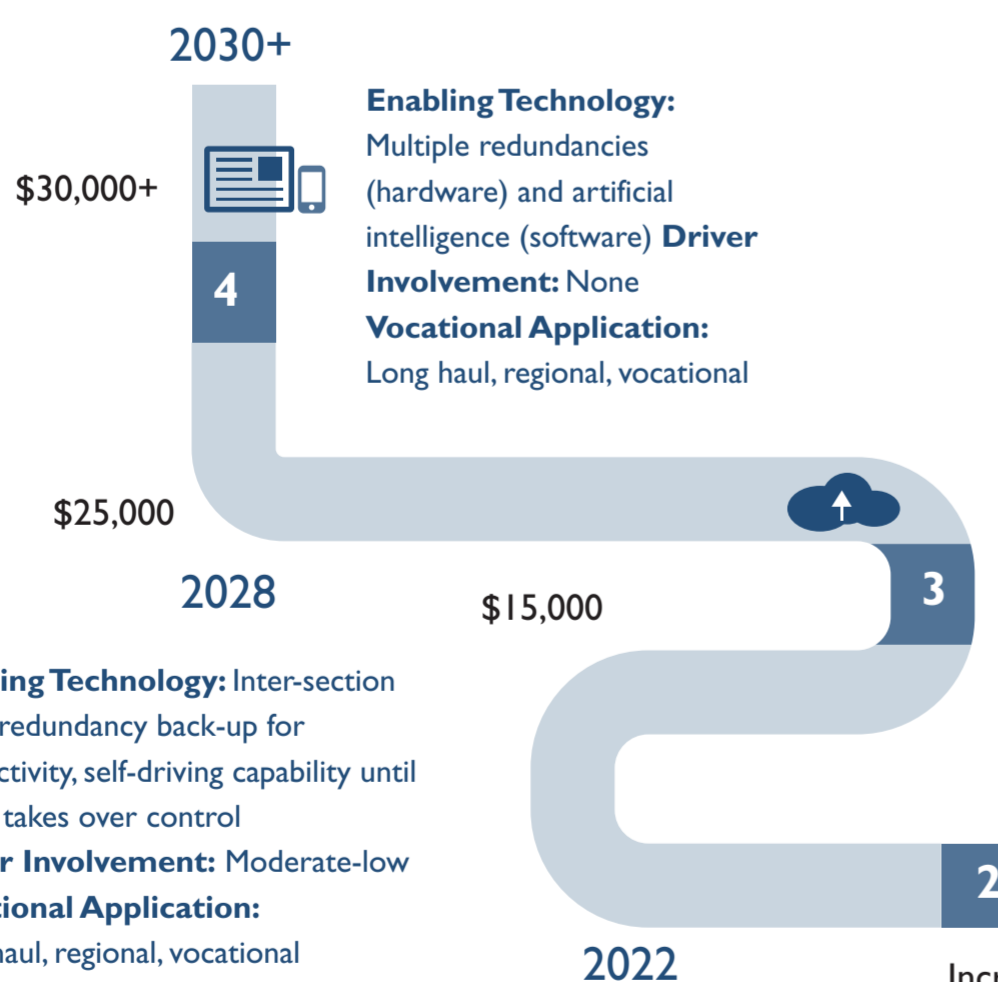 2030+
Enabling Technology:
Multiple redundancies
$30,000+
(hardware) and artificial
intelligence (software) Driver
4
Involvement: None
Vocational Application:
Long haul, regional, vocational
$25,000
3
2028
$15,000
ing Technology: Inter-section
redundancy back-up for
ctivity, self-driving capability until
takes over control
r Involvement: Moderate-low
2
tional Application:
haul, regional, vocational
2022
Incr